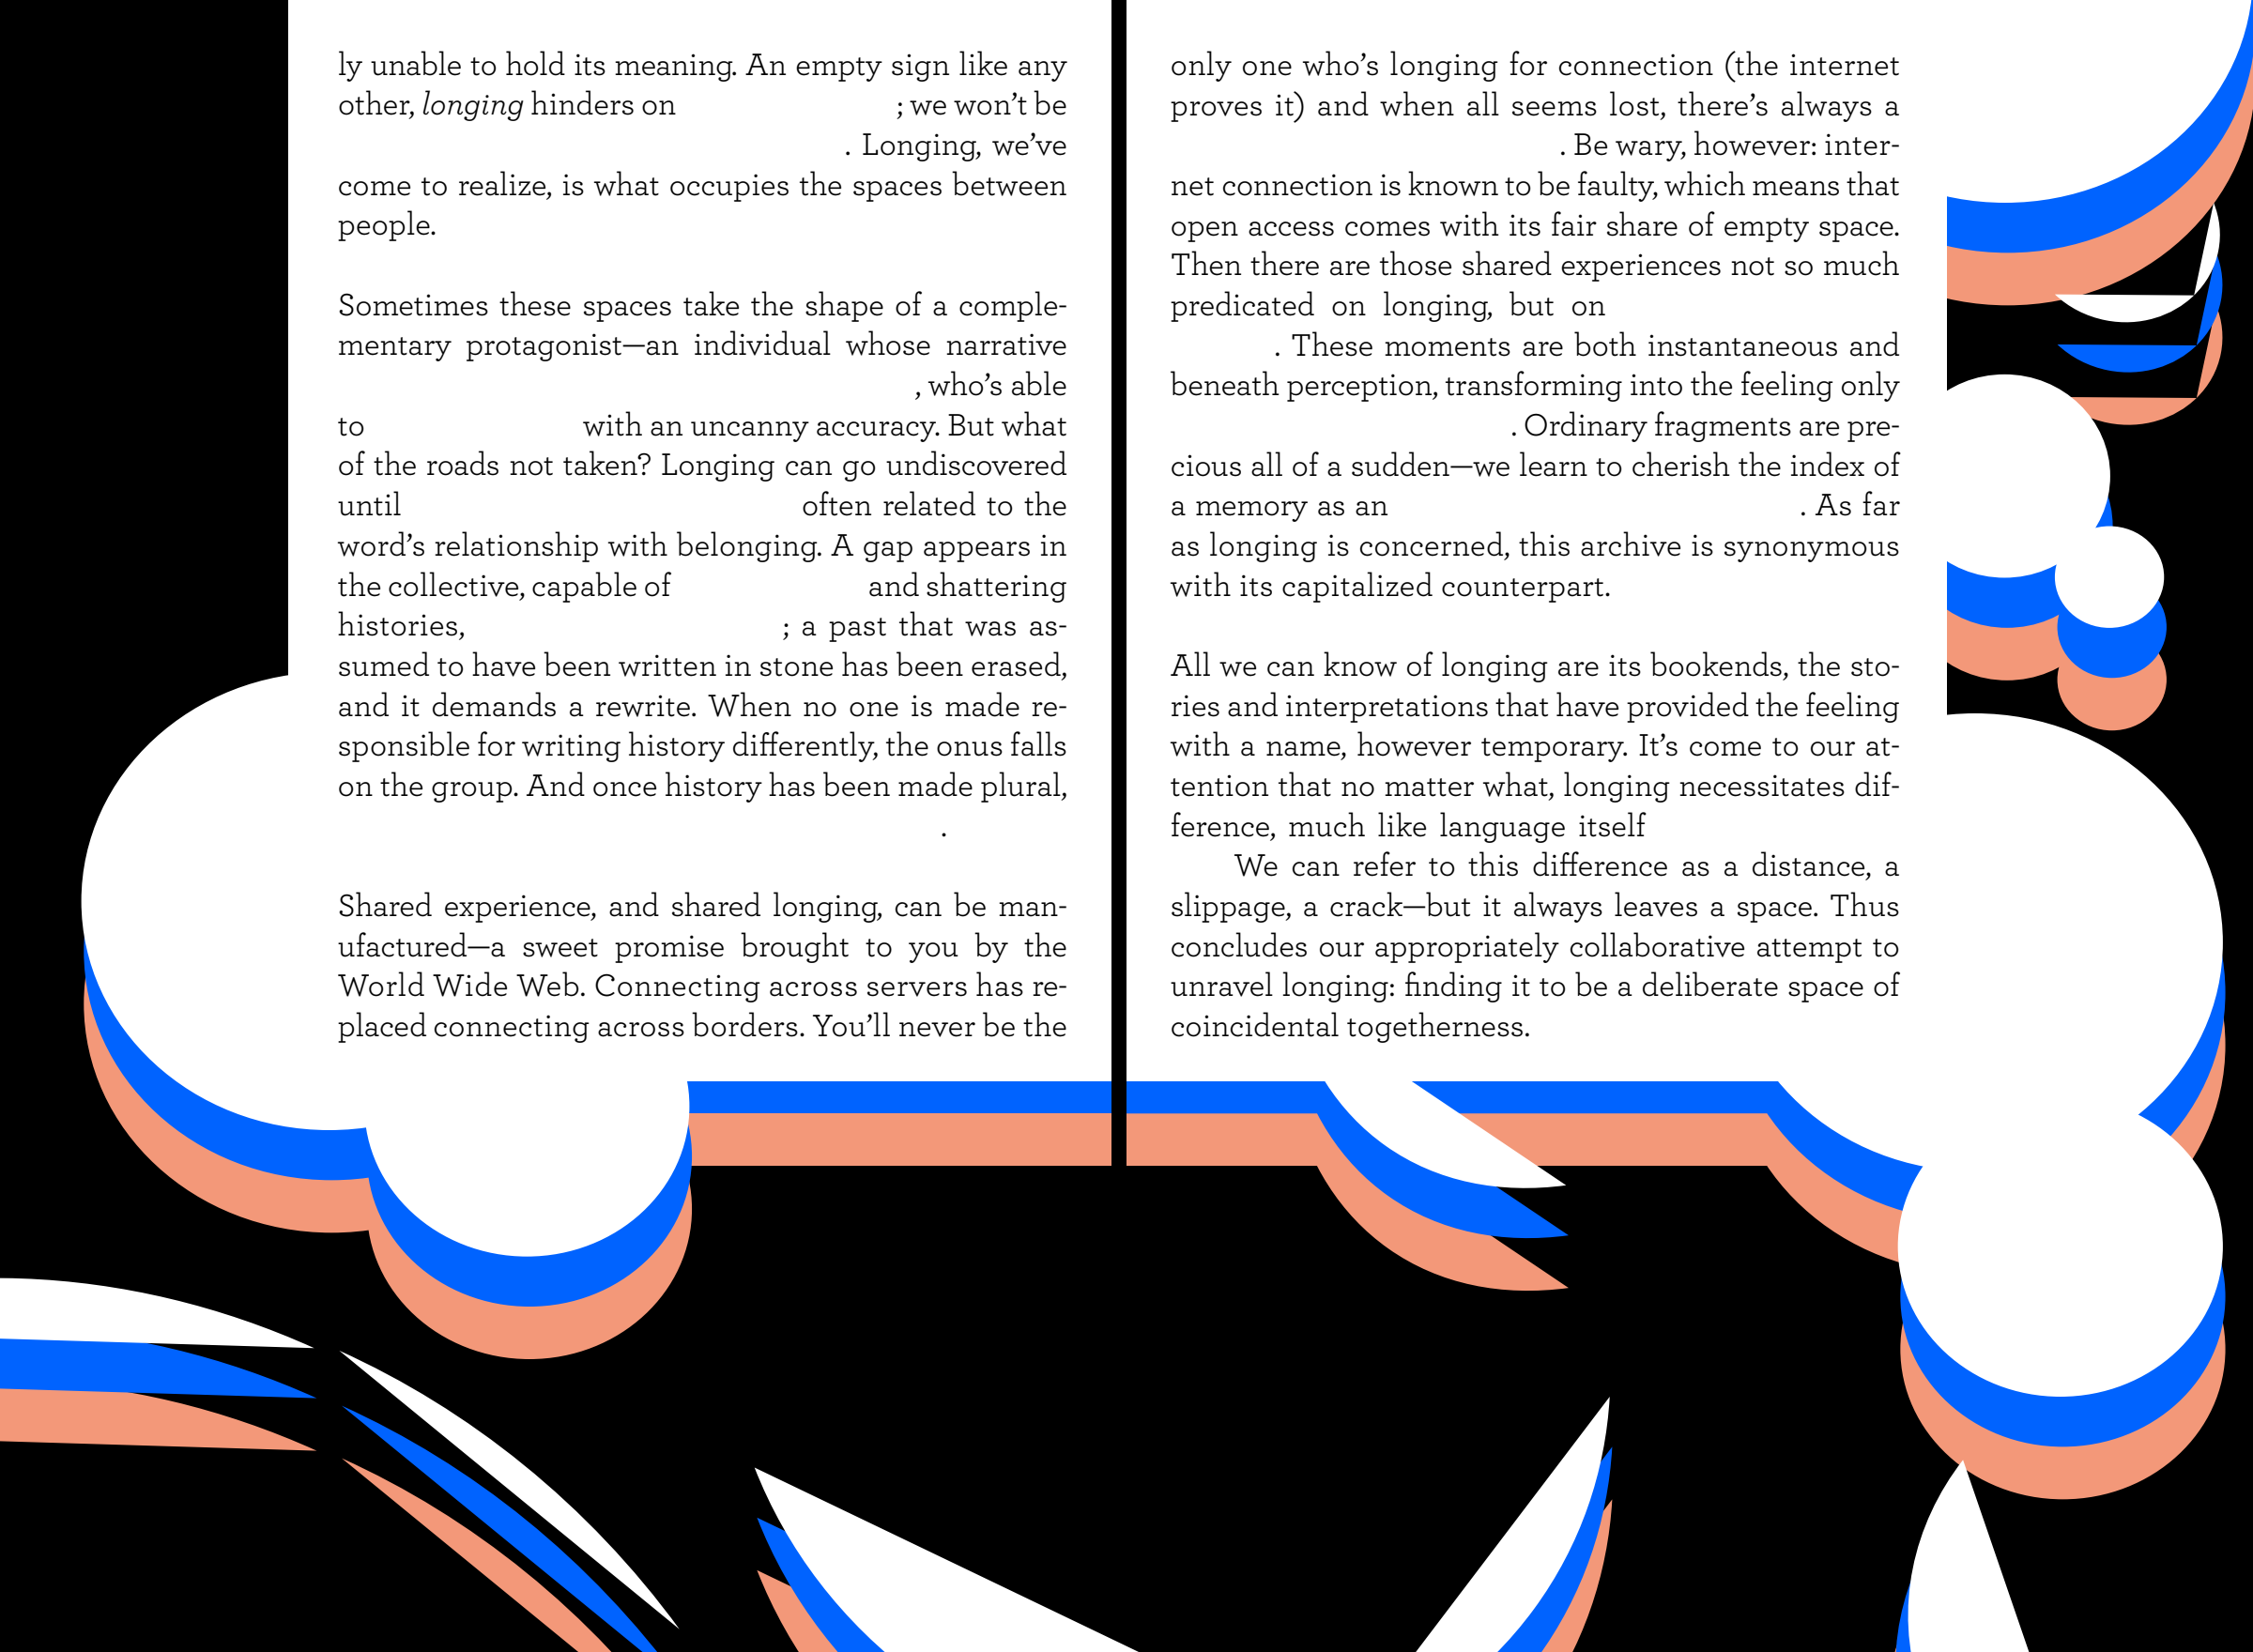 ly unable to hold its meaning. An empty sign like any
other, longing hinders on ; we won’t be
. Longing, we’ve
come to realize, is what occupies the spaces between
people.
Sometimes these spaces take the shape of a comple-
mentary protagonist—an individual whose narrative
, who’s able
to with an uncanny accuracy. But what
of the roads not taken? Longing can go undiscovered
until often related to the
word’s relationship with belonging. A gap appears in
the collective, capable of and shattering
histories, ; a past that was as-
sumed to have been written in stone has been erased,
and it demands a rewrite. When no one is made re-
sponsible for writing history differently, the onus falls
on the group. And once history has been made plural,
.
Shared experience, and shared longing, can be man-
ufactured—a sweet promise brought to you by the
World Wide Web. Connecting across servers has re-
placed connecting across borders. You’ll never be the
only one who’s longing for connection (the internet
proves it) and when all seems lost, there’s always a
. Be wary, however: inter-
net connection is known to be faulty, which means that
open access comes with its fair share of empty space.
Then there are those shared experiences not so much
predicated on longing, but on
. These moments are both instantaneous and
beneath perception, transforming into the feeling only
. Ordinary fragments are pre-
cious all of a sudden—we learn to cherish the index of
a memory as an . As far
as longing is concerned, this archive is synonymous
with its capitalized counterpart.
All we can know of longing are its bookends, the sto-
ries and interpretations that have provided the feeling
with a name, however temporary. It’s come to our at-
tention that no matter what, longing necessitates dif-
ference, much like language itself
We can refer to this difference as a distance, a
slippage, a crack—but it always leaves a space. Thus
concludes our appropriately collaborative attempt to
unravel longing: finding it to be a deliberate space of
coincidental togetherness.